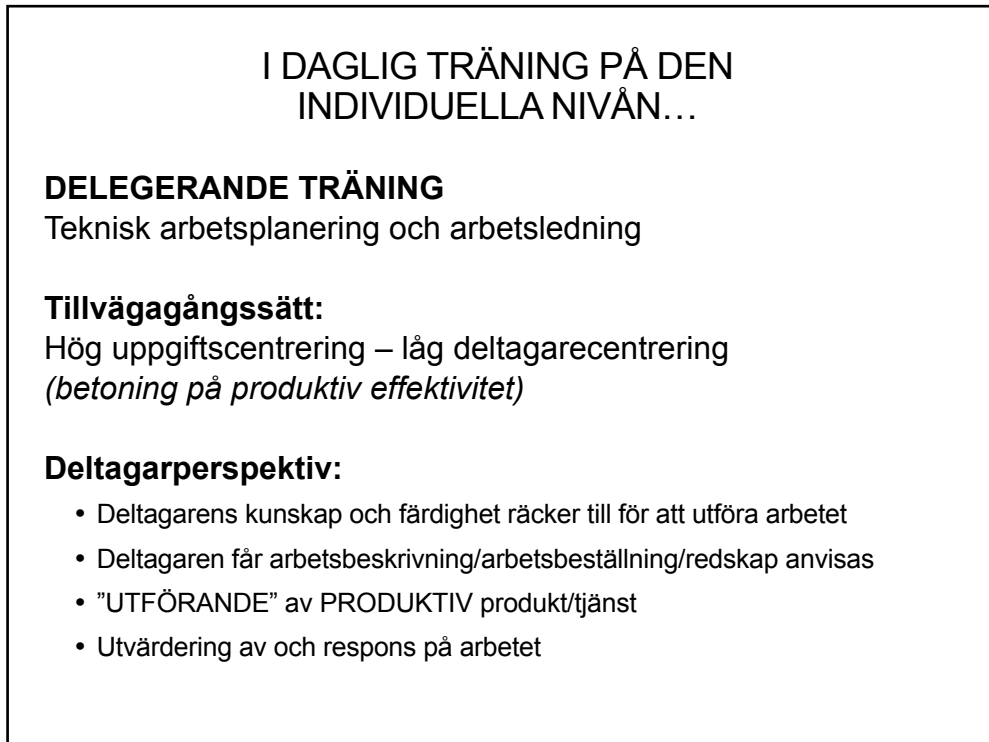 I DAGLIG TRÄNING PÅ DEN
INDIVIDUELLA NIVÅN…
DELEGERANDE TRÄNING
Teknisk arbetsplanering och arbetsledning
Tillvägagångssätt:
Hög uppgiftscentrering – låg deltagarecentrering
(betoning på produktiv effektivitet)
Deltagarperspektiv:
• Deltagarens kunskap och färdighet räcker till för att utföra arbetet
• Deltagaren får arbetsbeskrivning/arbetsbeställning/redskap anvisas
• ”UTFÖRANDE” av PRODUKTIV produkt/tjänst
• Utvärdering av och respons på arbetet